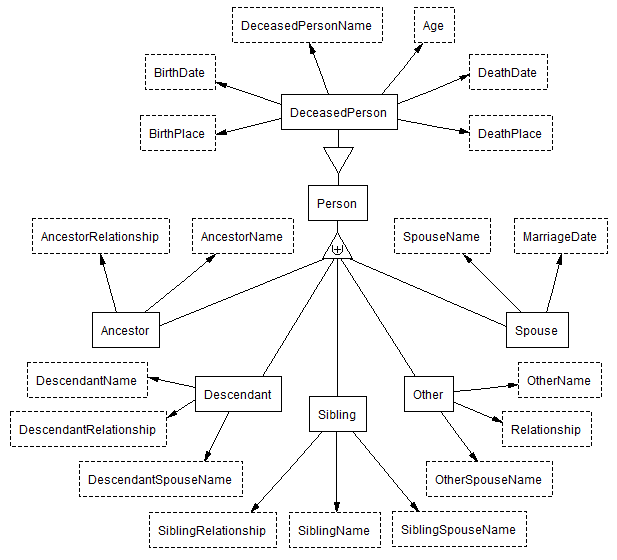 DeceasedPersonName
Age
BirthDate
DeathDate
DeceasedPerson
BirthPlace
DeathPlace
Person
AncestorRelationship
AncestorName
SpouseName
MarriageDate
Ancestor
Spouse
DescendantName
Descendant
Other
OtherName
Sibling
DescendantRelationship
Relationship
DescendantSpouseName
OtherSpouseName
SiblingRelationship
SiblingName
SiblingSpouseName